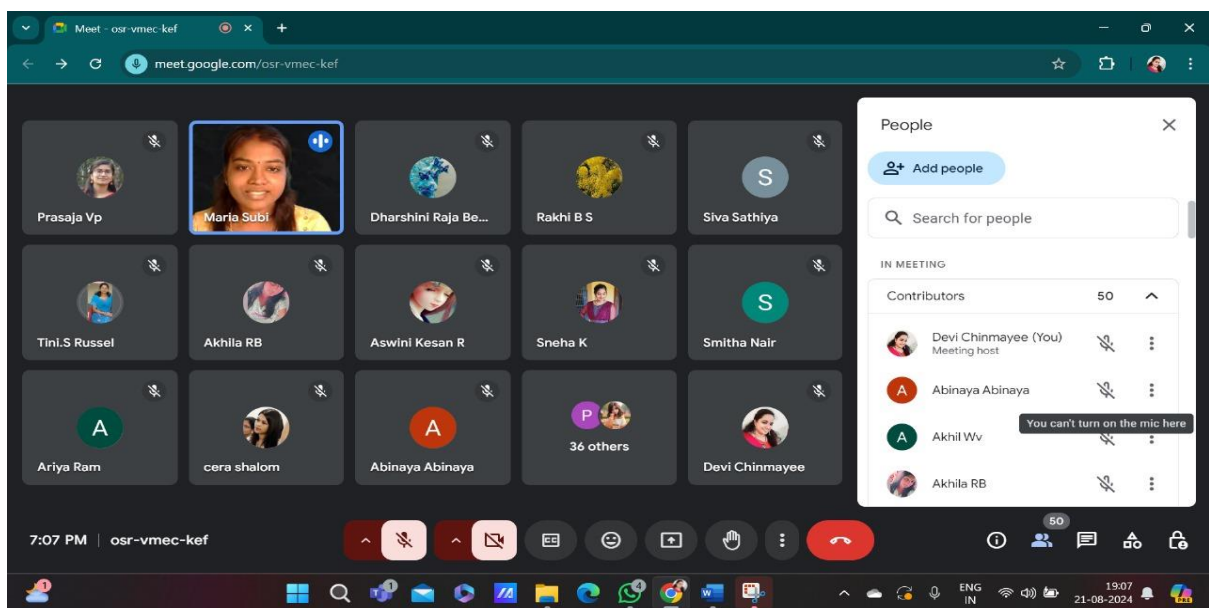 Meet - osr-vmec-kef
meet.google.com/osr-vmec-kef
Prasaja Vp
Maria Subi
Dharshini Raja Be...
Rakhi B S
S
Siva Sathiya
Tini.S Russel
Akhila RB
Aswini Kesan R
Sneha K
S
Smitha Nair
A
Ariya Ram
cera shalom
A
Abinaya Abinaya
P
36 others
Devi Chinmayee
People
Add people
Search for people
IN MEETING
Contributors 50
Devi Chinmayee (You)
Meeting host
A Abinaya Abinaya
You can't turn on the mic here
A Akhil Wv
Akhila RB
7:07 PM | osr-vmec-kef
CC
50
1
ENG
IN
19:07
21-08-2024
PRE